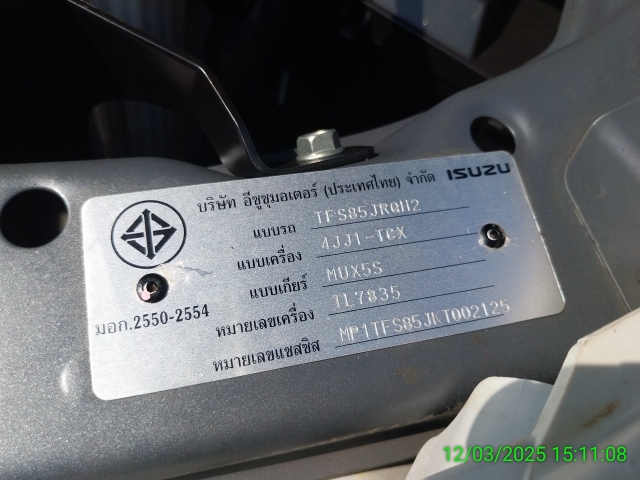 บริษัท อีซูซุมอเตอร์ (ประเทศไทย) จำกัด ISUZU
แบบรถ TFS85JRQH2
แบบเครื่อง 4JJ1-TCX
แบบเกียร์ MUX5S
หมายเลขเครื่อง TL7835
หมายเลขแชสซิส MP1TFS85JKT002125
มอก.2550-2554
12/03/2025 15:11:08